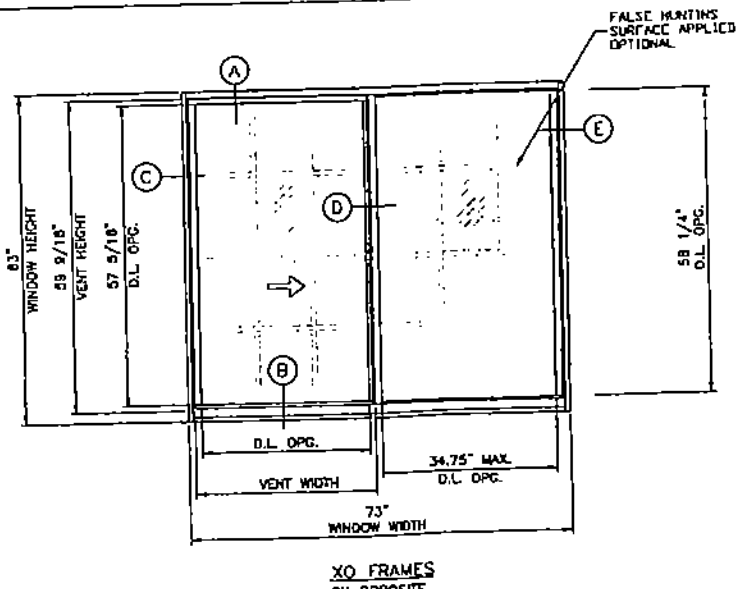 FALSE MUNTINS
SURFACE APPLIED
OPTIONAL
A
E
C
D
B
63"
WINDOW HEIGHT
59 9/16"
VENT HEIGHT
57 5/16"
D.L. OPG.
58 1/4"
D.L. OPG.
D.L. OPG.
34.75" MAX.
D.L. OPG.
VENT WIDTH
73"
WINDOW WIDTH
XO FRAMES
OPPOSITE